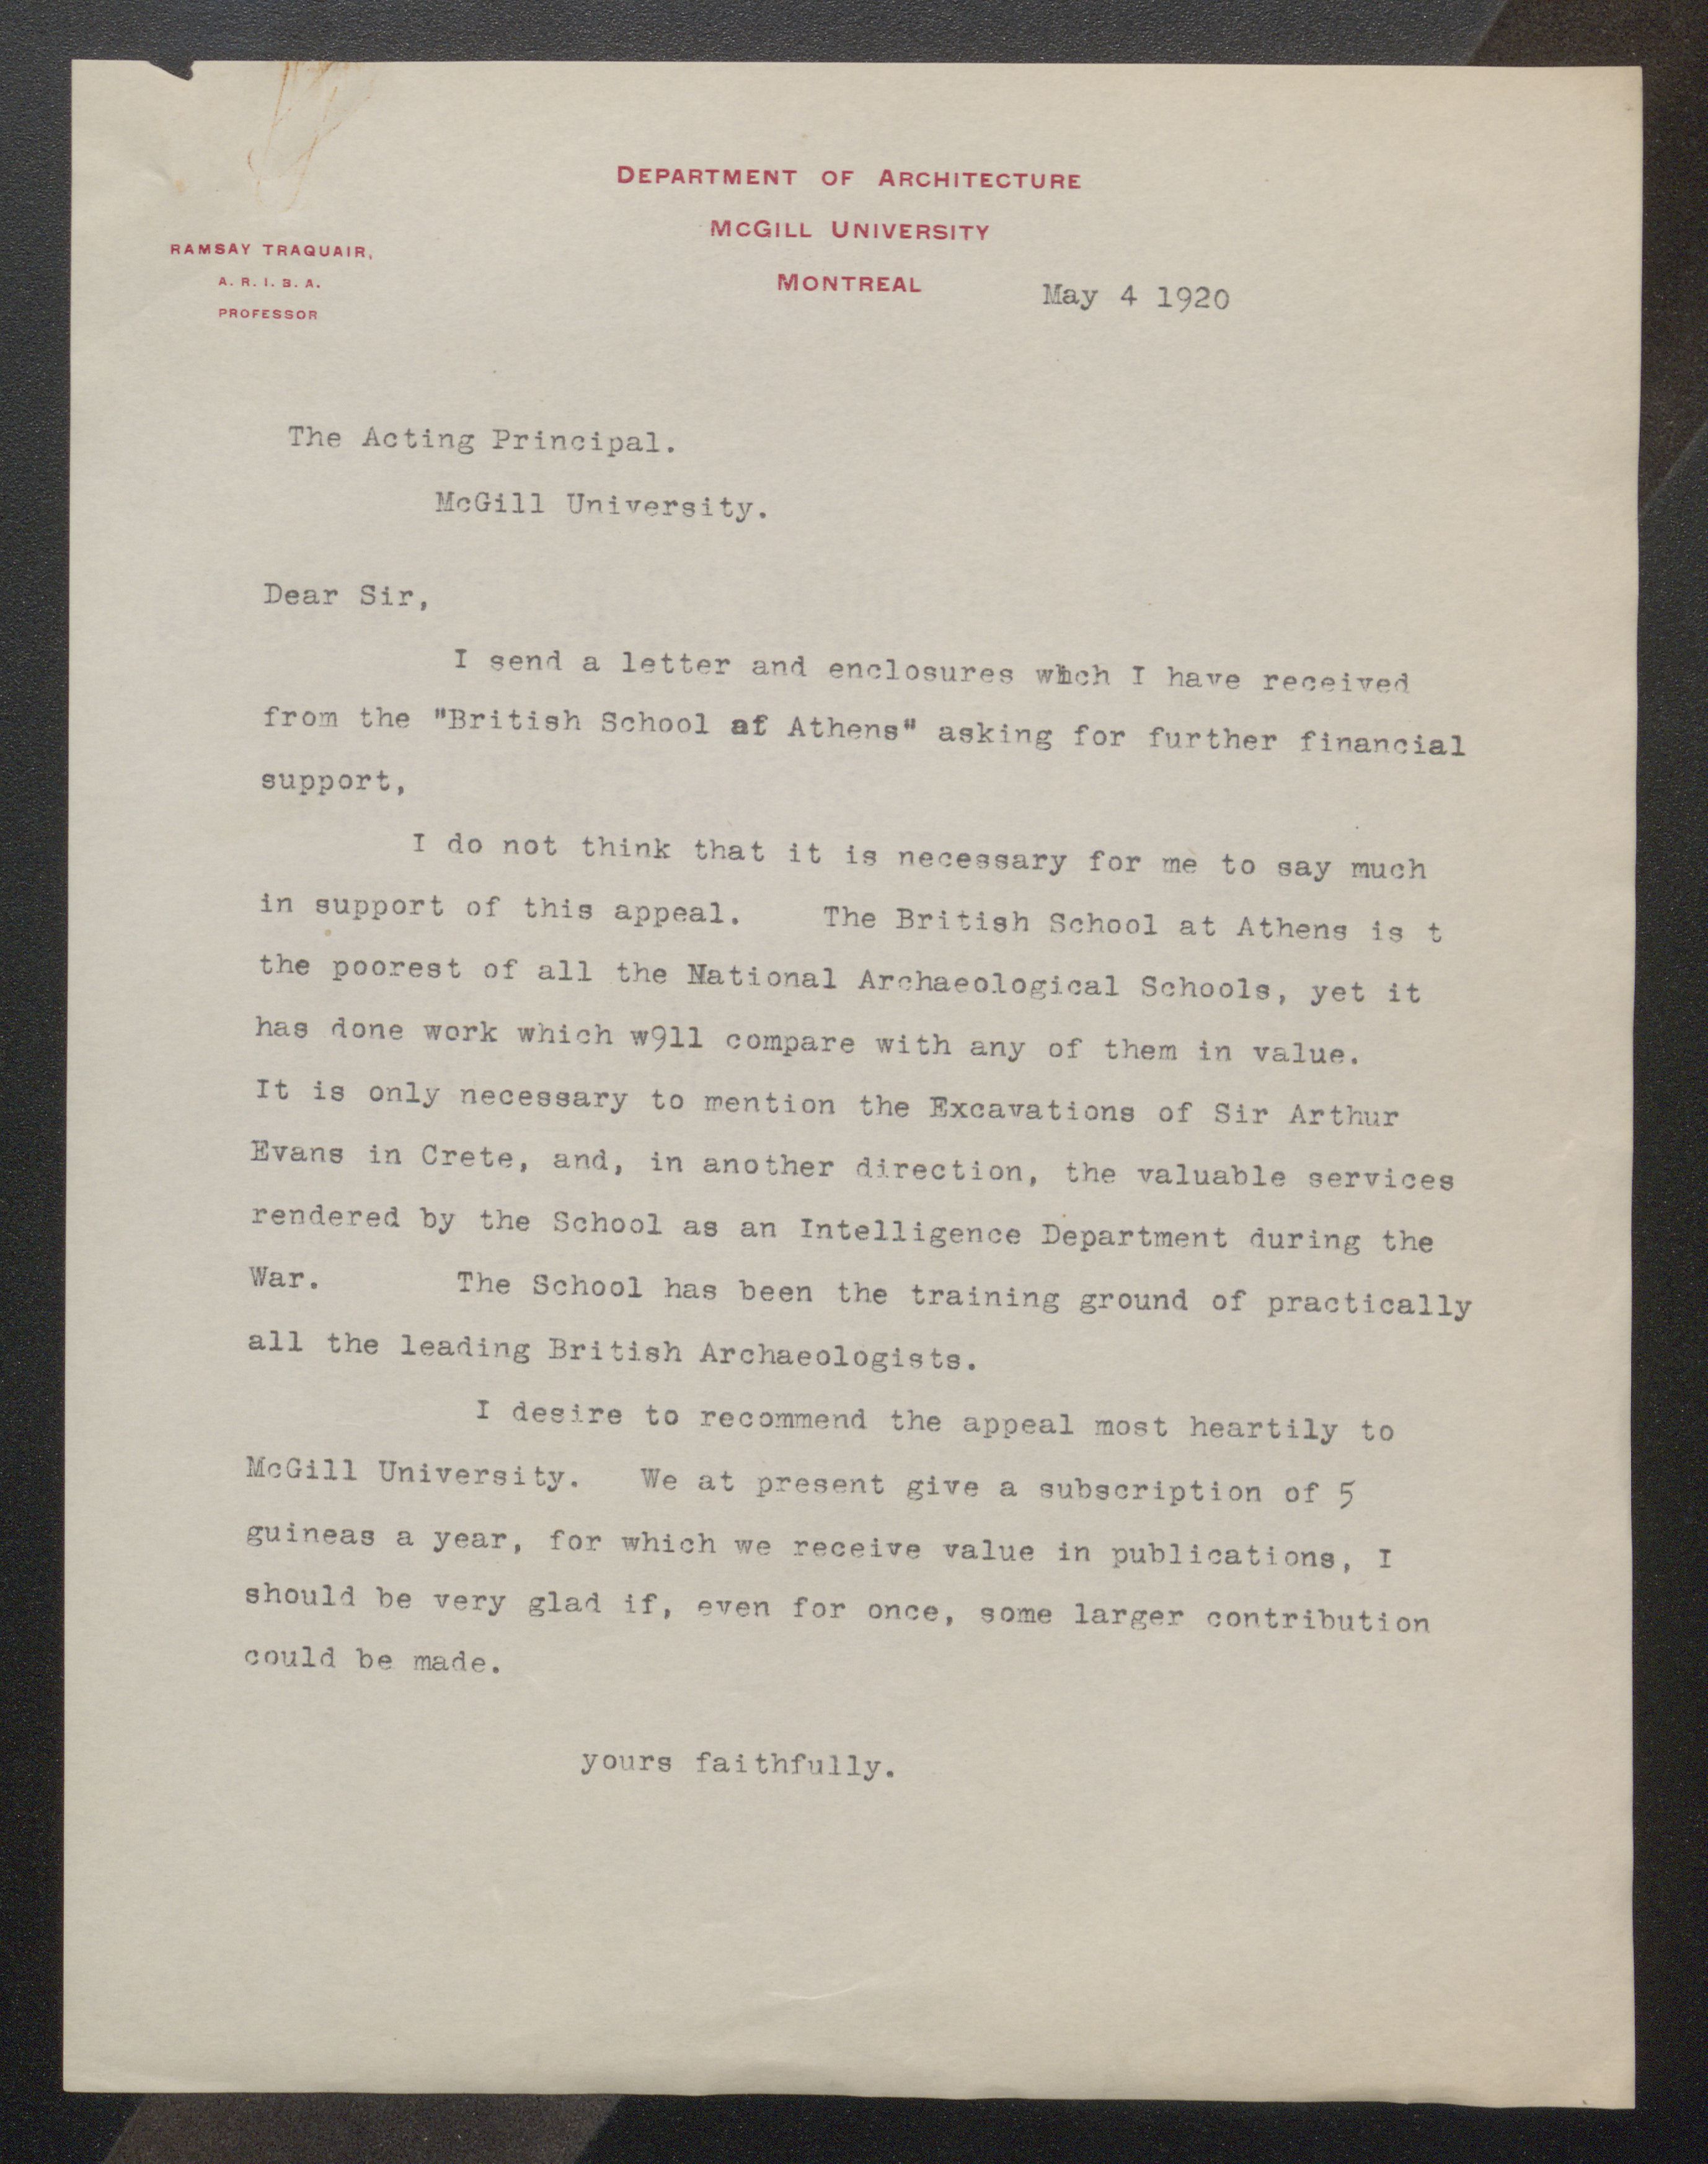 DEPARTMENT OF ARCHITECTURE
MCGILL UNIVERSITY
MONTREAL
RAMSAY TRAQUAIR,
A. R. I. B. A.
PROFESSOR
May 4 1920
The Acting Principal.
McGill University.
Dear Sir,
I send a letter and enclosures whch I have received
from the "British School at Athens" asking for further financial
support,
I do not think that it is necessary for me to say much
in support of this appeal. The British School at Athens is t
the poorest of all the National Archaeological Schools, yet it
has done work which w9ll compare with any of them in value.
It is only necessary to mention the Excavations of Sir Arthur
Evans in Crete, and, in another direction, the valuable services
rendered by the School as an Intelligence Department during the
War. The School has been the training ground of practically
all the leading British Archaeologists.
I desire to recommend the appeal most heartily to
McGill University. We at present give a subscription of 5
guineas a year, for which we receive value in publications, I
should be very glad if, even for once, some larger contribution
could be made.
yours faithfully.